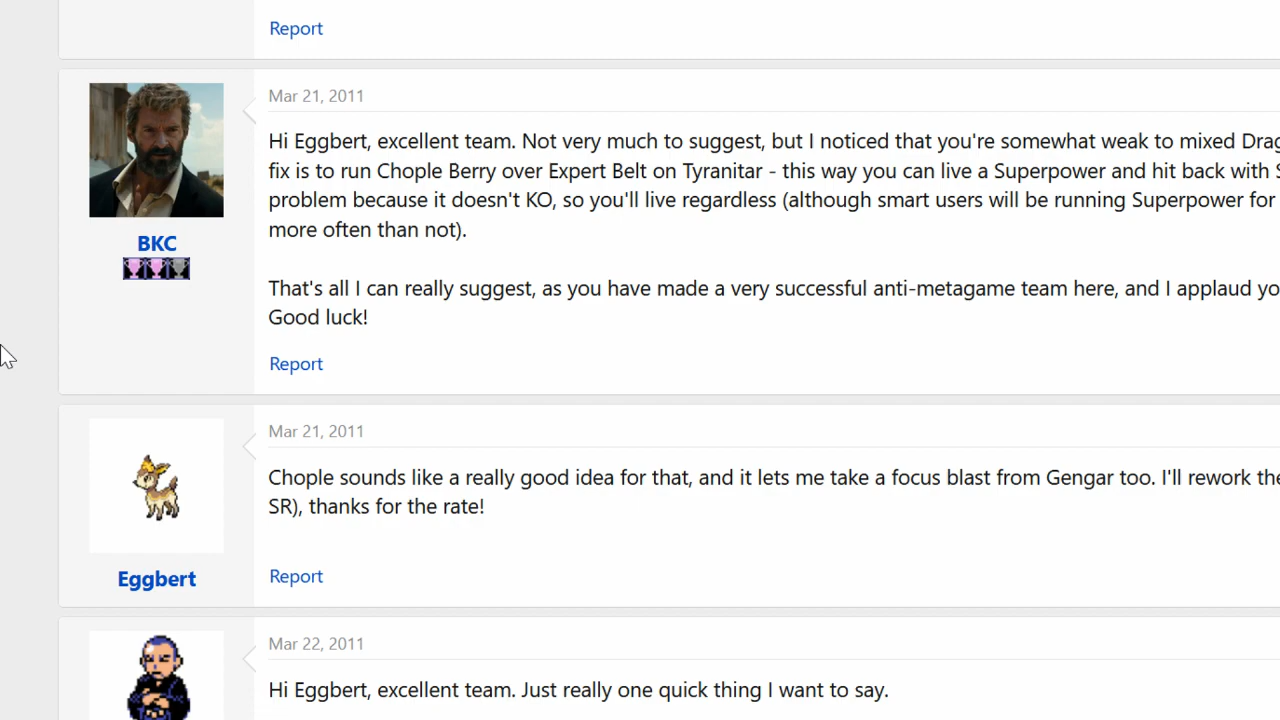 Report
Mar 21, 2011
Hi Eggbert, excellent team. Not very much to suggest, but I noticed that you're somewhat weak to mixed Drag
fix is to run Chople Berry over Expert Belt on Tyranitar - this way you can live a Superpower and hit back with S
problem because it doesn't KO, so you'll live regardless (although smart users will be running Superpower for
more often than not).
BKC
That's all I can really suggest, as you have made a very successful anti-metagame team here, and I applaud yo
Good luck!
Report
Mar 21, 2011
Chople sounds like a really good idea for that, and it lets me take a focus blast from Gengar too. I'll rework the
SR), thanks for the rate!
Eggbert
Report
Mar 22, 2011
Hi Eggbert, excellent team. Just really one quick thing I want to say.